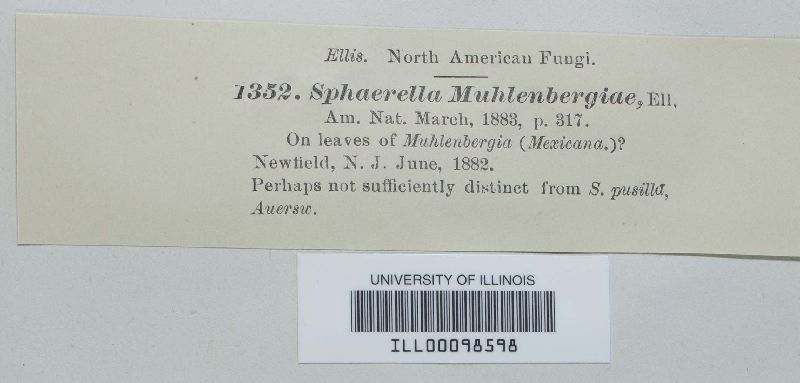 Ellis. North American Fungi.
1352. Sphaerella Muhlenbergiae, Ell.
Am. Nat. March, 1883, p. 317.
On leaves of Muhlenbergia (Mexicana.)?
Newfield, N. J. June, 1882.
Perhaps not sufficiently distinct from S. pusilla,
Auersw.
UNIVERSITY OF ILLINOIS
ILL00098598